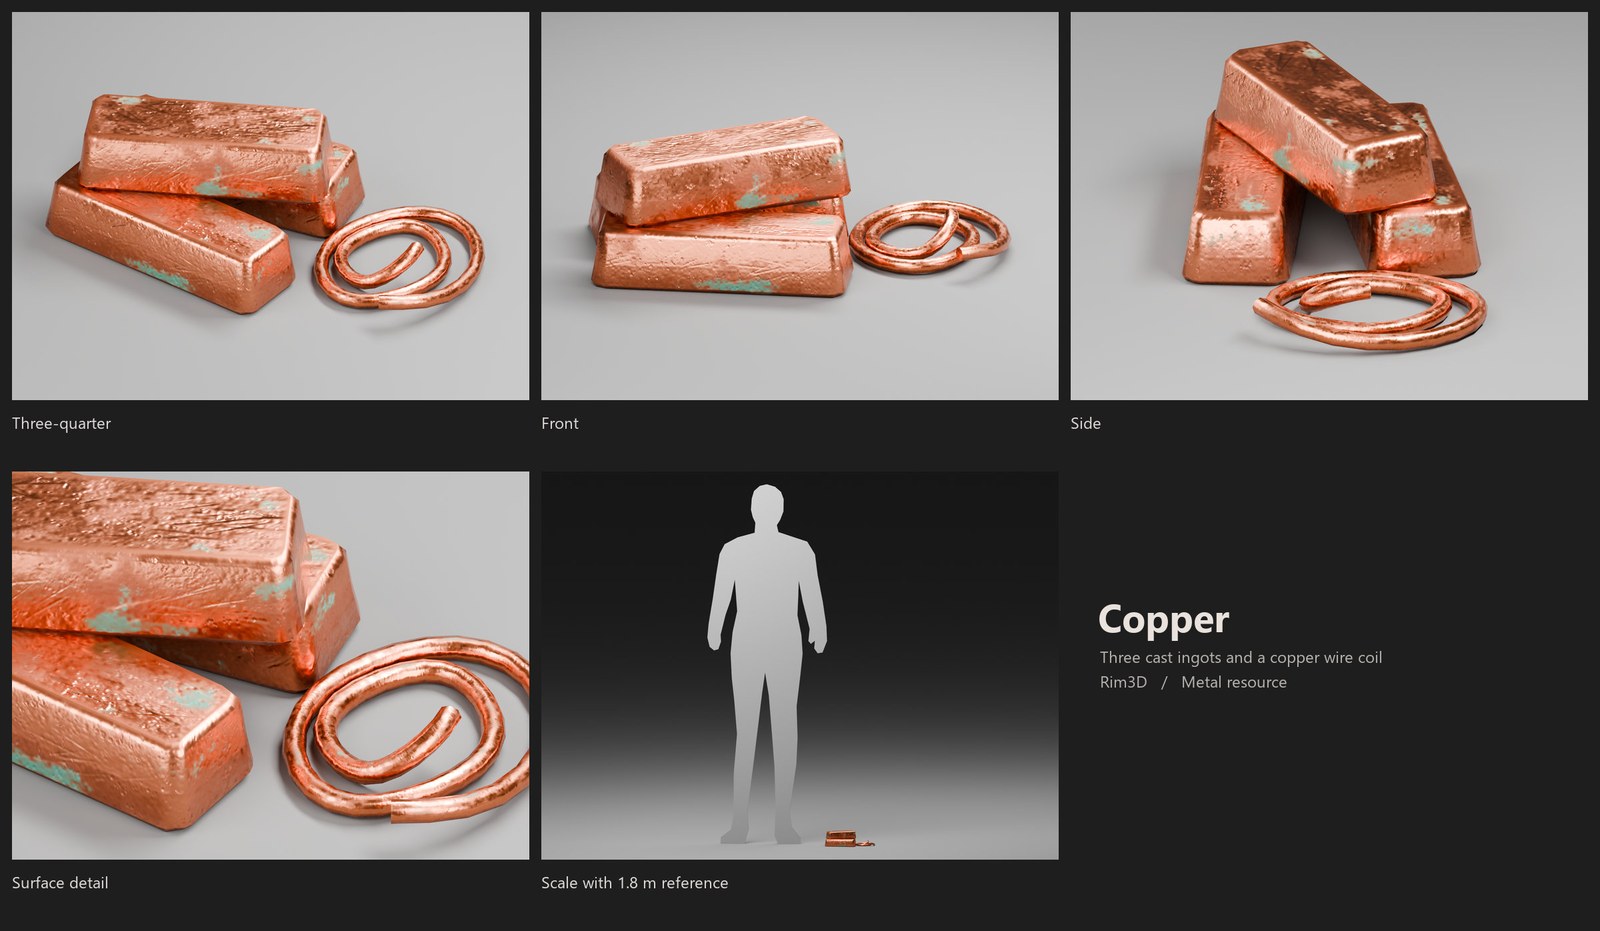 Three-quarter
Front
Side
Surface detail
Scale with 1.8 m reference
Copper
Three cast ingots and a copper wire coil
Rim3D / Metal resource